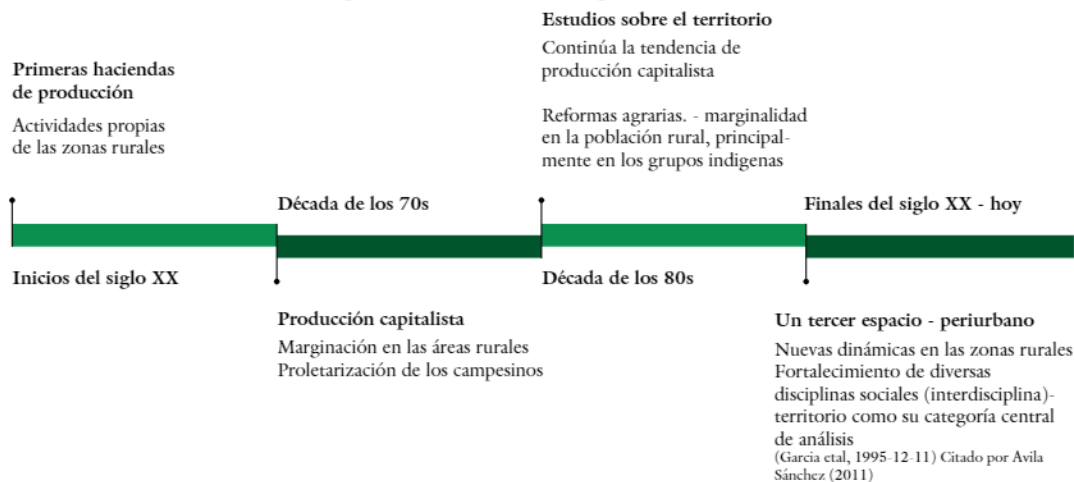 Primeras haciendas
de producción
Actividades propias
de las zonas rurales
Inicios del siglo XX
Década de los 70s
Producción capitalista
Marginación en las áreas rurales
Proletarización de los campesinos
Estudios sobre el territorio
Continúa la tendencia de
producción capitalista
Reformas agrarias. - marginalidad
en la población rural, principal-
mente en los grupos indigenas
Década de los 80s
Finales del siglo XX - hoy
Un tercer espacio - periurbano
Nuevas dinámicas en las zonas rurales
Fortalecimiento de diversas
disciplinas sociales (interdisciplina)-
territorio como su categoría central
de análisis
(Garcia etal, 1995-12-11) Citado por Avila
Sánchez (2011)